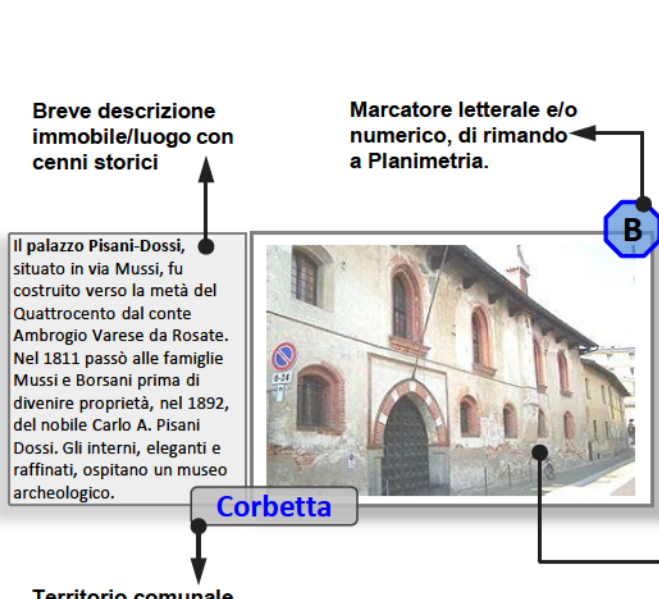 Breve descrizione
immobile/luogo con
cenni storici
Marcatore letterale e/o
numerico, di rimando
a Planimetria.
B
Il palazzo Pisani-Dossi,
situato in via Mussi, fu
costruito verso la metà del
Quattrocento dal conte
Ambrogio Varese da Rosate.
Nel 1811 passò alle famiglie
Mussi e Borsani prima di
divenire proprietà, nel 1892,
del nobile Carlo A. Pisani
Dossi. Gli interni, eleganti e
raffinati, ospitano un museo
archeologico.
0-24
Corbetta
Territorio comunale